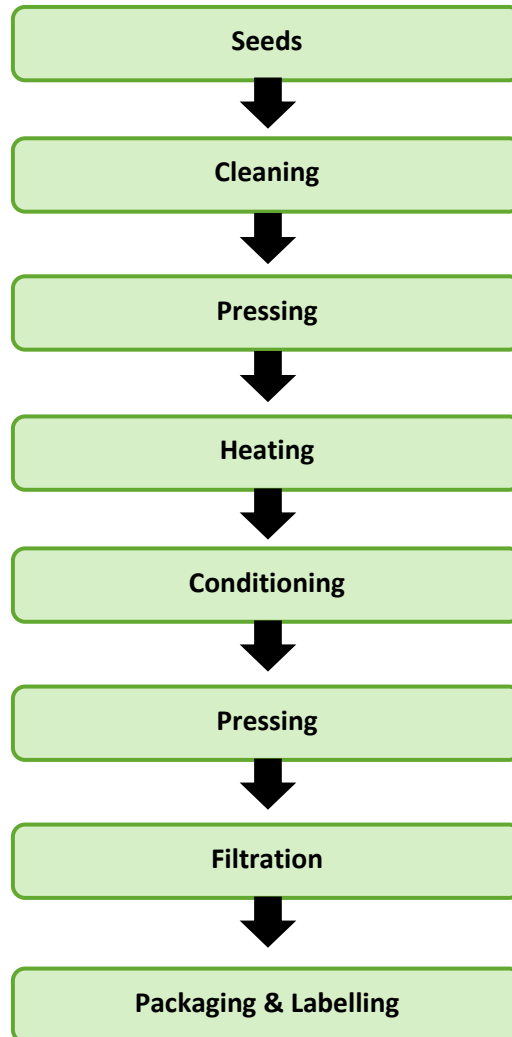 Seeds
Cleaning
Pressing
Heating
Conditioning
Pressing
Filtration
Packaging & Labelling